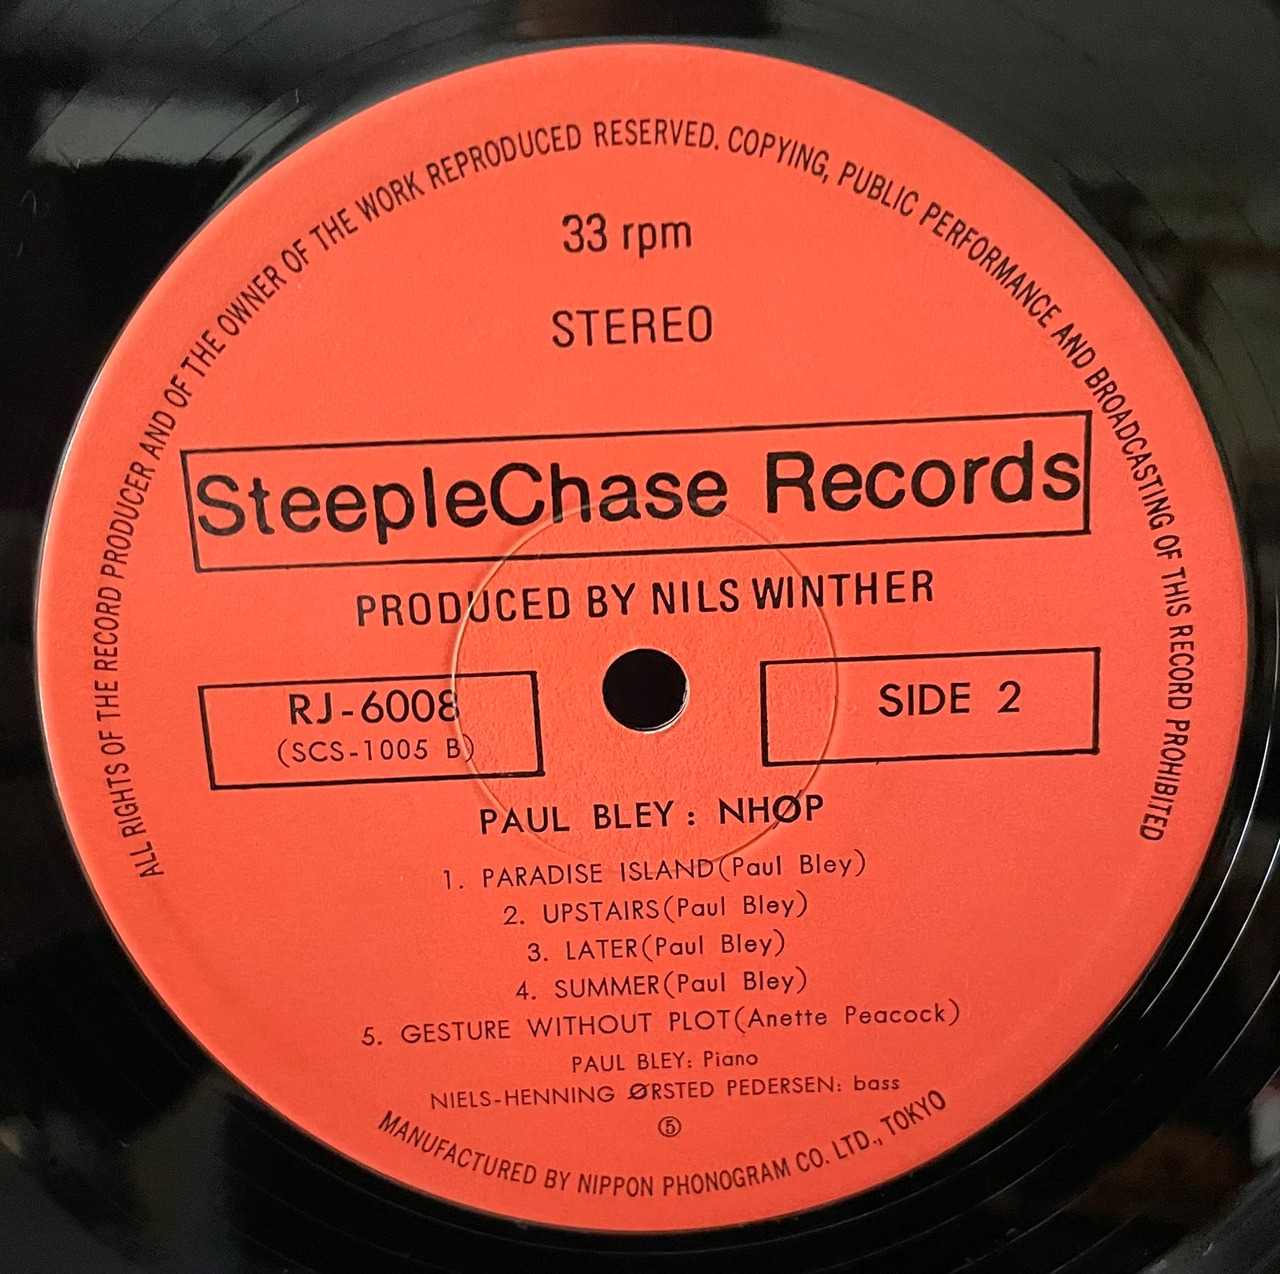 ALL RIGHTS OF THE RECORD PRODUCER AND OF THE OWNER OF THE WORK REPRODUCED RESERVED. COPYING, PUBLIC PERFORMANCE AND BROADCASTING OF THIS RECORD PROHIBITED
33 rpm
STEREO
SteepleChase Records
PRODUCED BY NILS WINTHER
RJ-6008
(SCS-1005 B)
SIDE 2
PAUL BLEY : NHØP
1. PARADISE ISLAND(Paul Bley)
2. UPSTAIRS(Paul Bley)
3. LATER(Paul Bley)
4. SUMMER(Paul Bley)
5. GESTURE WITHOUT PLOT(Anette Peacock)
PAUL BLEY: Piano
NIELS-HENNING ØRSTED PEDERSEN: bass
⑤
MANUFACTURED BY NIPPON PHONOGRAM CO. LTD., TOKYO